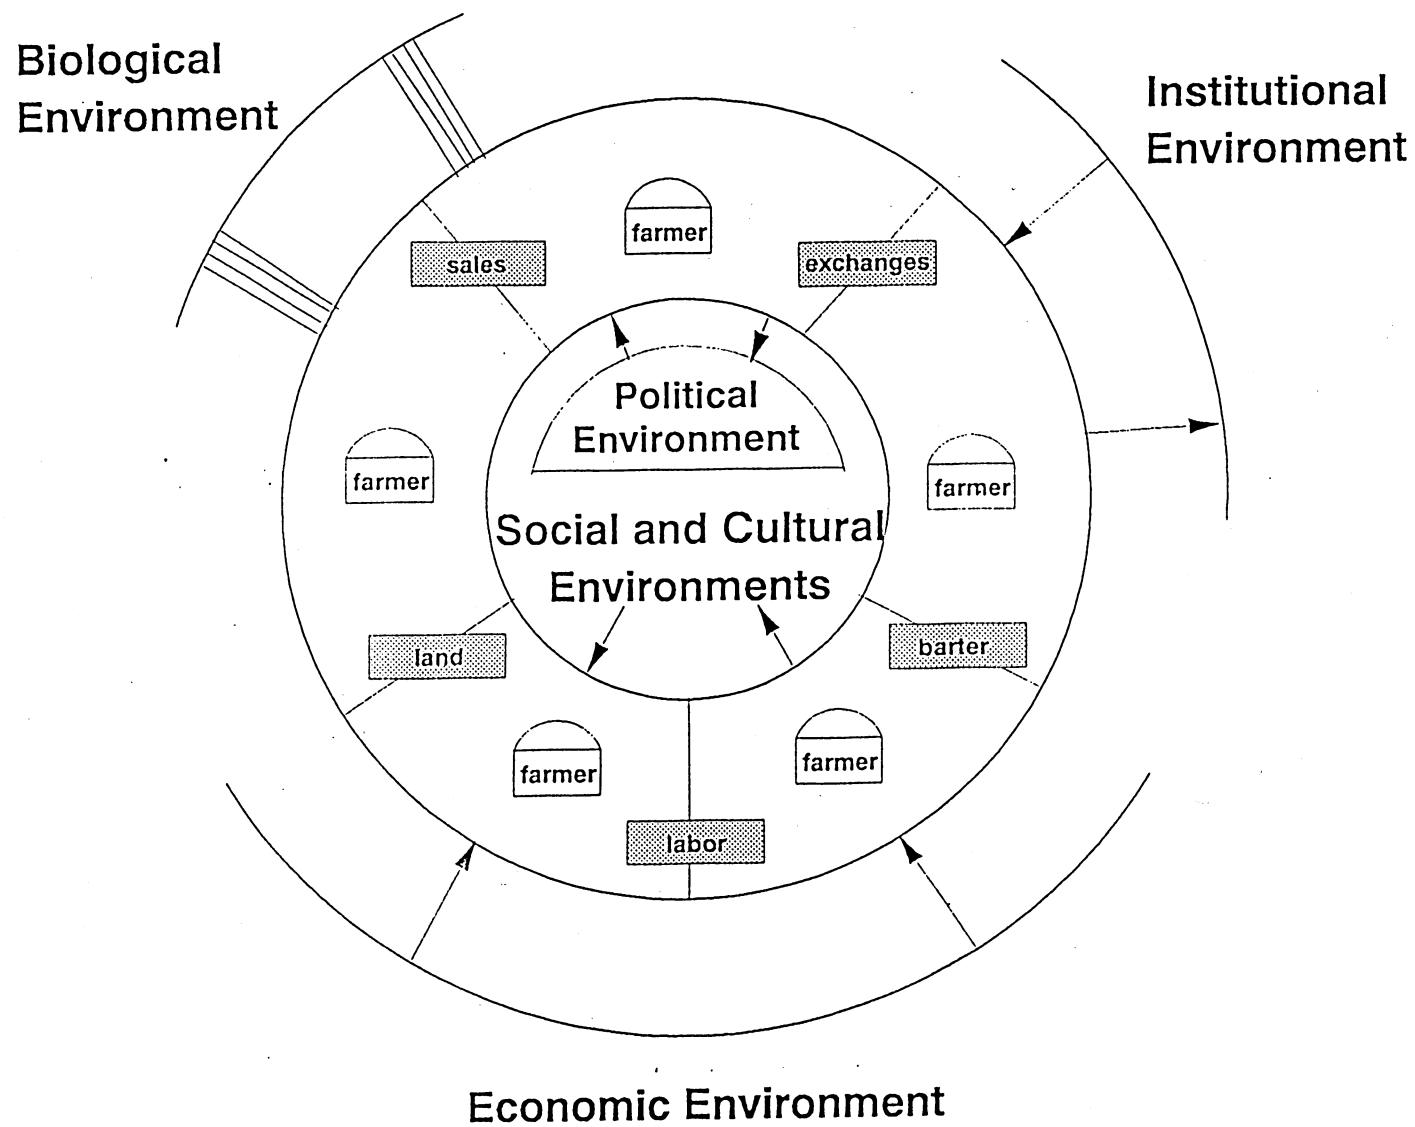 Biological
Environment
Institutional
Environment
farmer
sales
exchanges
Political
Environment
farmer
farmer
Social and Cultural
Environments
land
barter
farmer
farmer
labor
Economic Environment